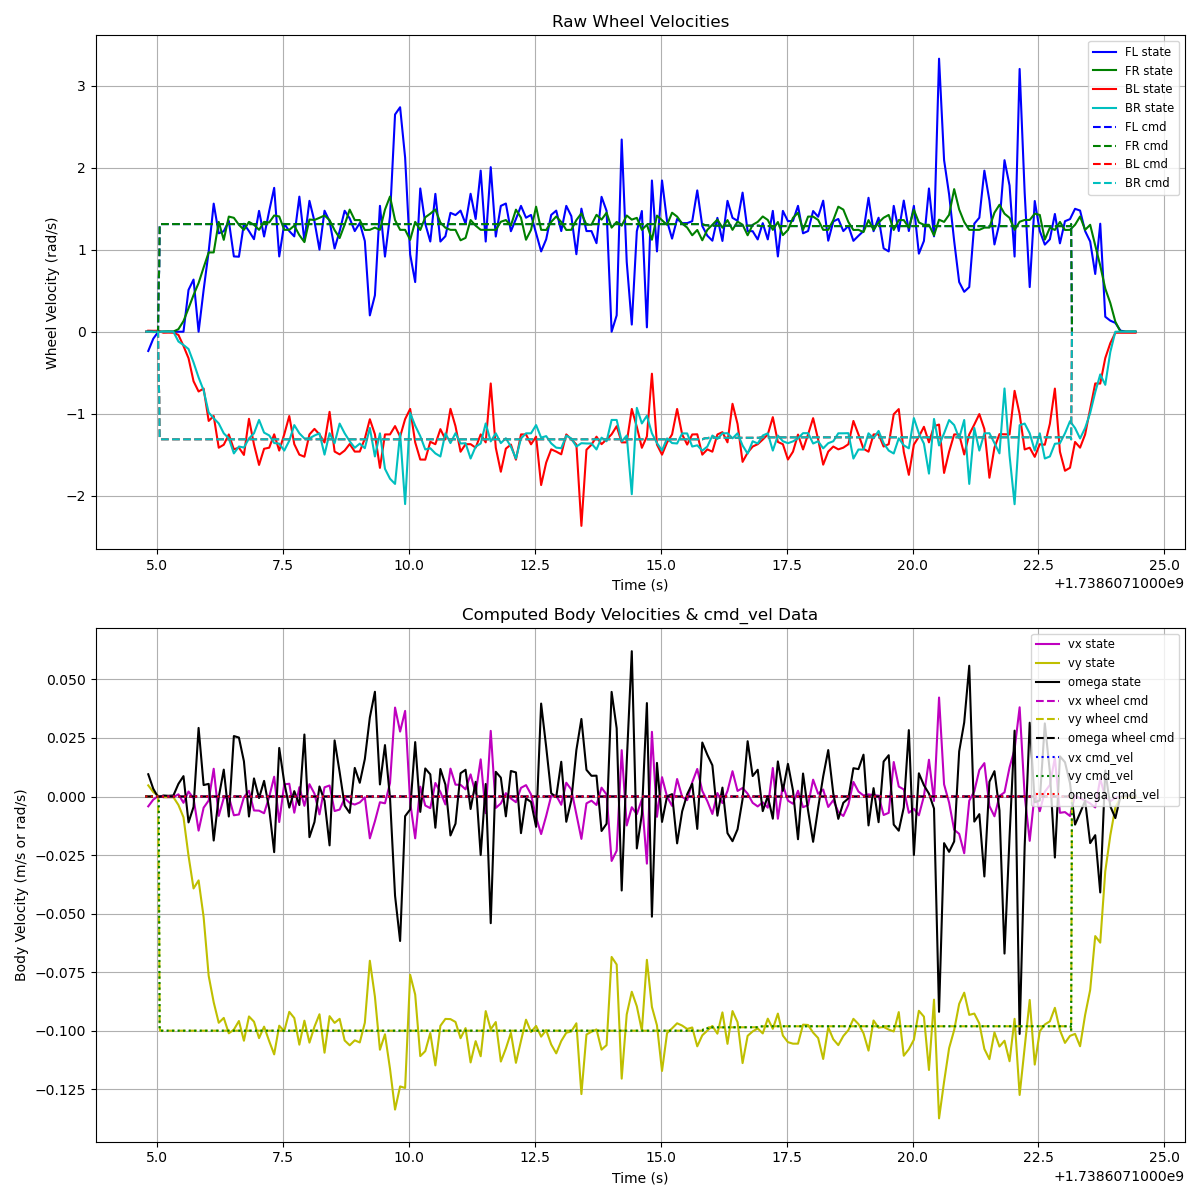 Raw Wheel Velocities
Wheel Velocity (rad/s)
3
2
1
0
−1
−2
FL state
FR state
BL state
BR state
FL cmd
FR cmd
BL cmd
BR cmd
5.0 7.5 10.0 12.5 15.0 17.5 20.0 22.5 25.0
Time (s)
+1.7386071000e9
Computed Body Velocities & cmd_vel Data
Body Velocity (m/s or rad/s)
0.050
0.025
0.000
−0.025
−0.050
−0.075
−0.100
−0.125
vx state
vy state
omega state
vx wheel cmd
vy wheel cmd
omega wheel cmd
vx cmd_vel
vy cmd_vel
omega cmd_vel
5.0 7.5 10.0 12.5 15.0 17.5 20.0 22.5 25.0
Time (s)
+1.7386071000e9